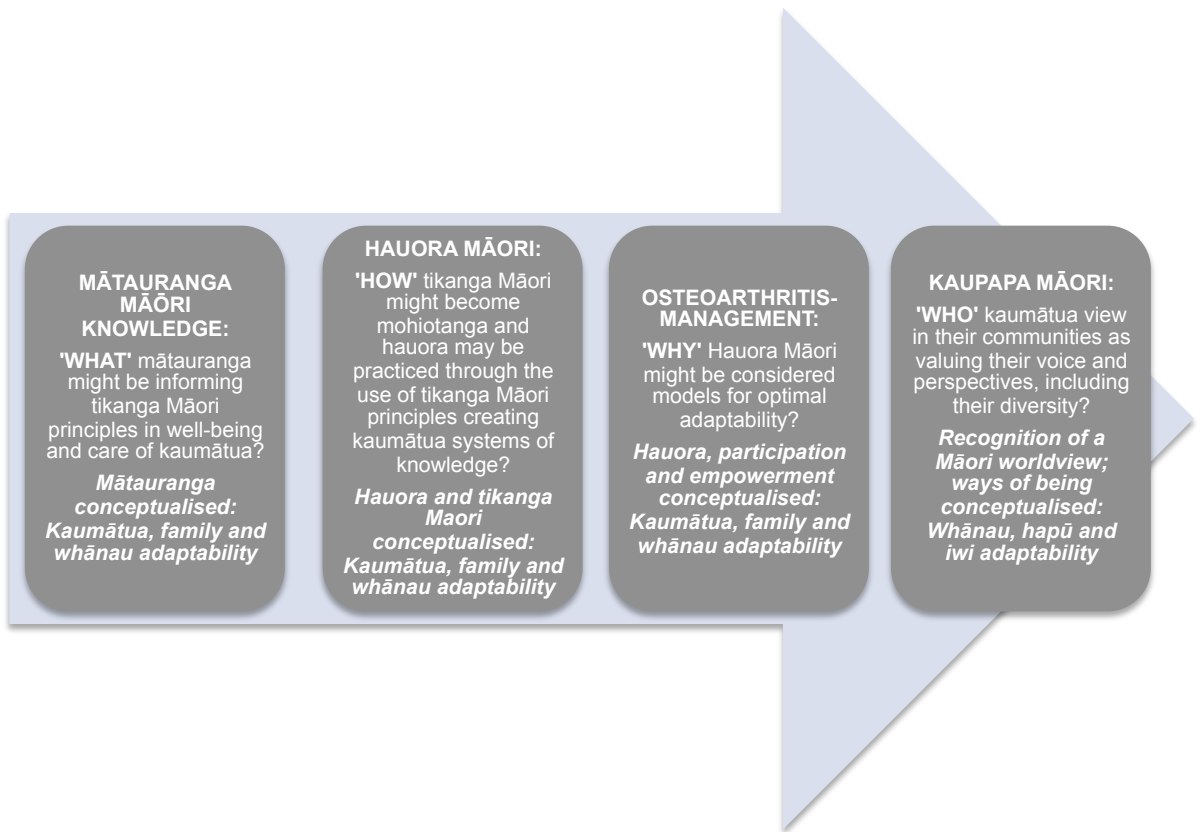 MĀTAURANGA
MĀŌRI
KNOWLEDGE:
'WHAT' mātauranga
might be informing
tikanga Māori
principles in well-being
and care of kaumātua?
Mātauranga
conceptualised:
Kaumātua, family and
whānau adaptability
HAUORA MĀORI:
'HOW' tikanga Māori
might become
mohiotanga and
hauora may be
practiced through the
use of tikanga Māori
principles creating
kaumātua systems of
knowledge?
Hauora and tikanga
Maori
conceptualised:
Kaumātua, family and
whānau adaptability
OSTEOARTHRITIS-
MANAGEMENT:
'WHY' Hauora Māori
might be considered
models for optimal
adaptability?
Hauora, participation
and empowerment
conceptualised:
Kaumātua, family and
whānau adaptability
KAUPAPA MĀORI:
'WHO' kaumātua view
in their communities as
valuing their voice and
perspectives, including
their diversity?
Recognition of a
Māori worldview;
ways of being
conceptualised:
Whānau, hapū and
iwi adaptability